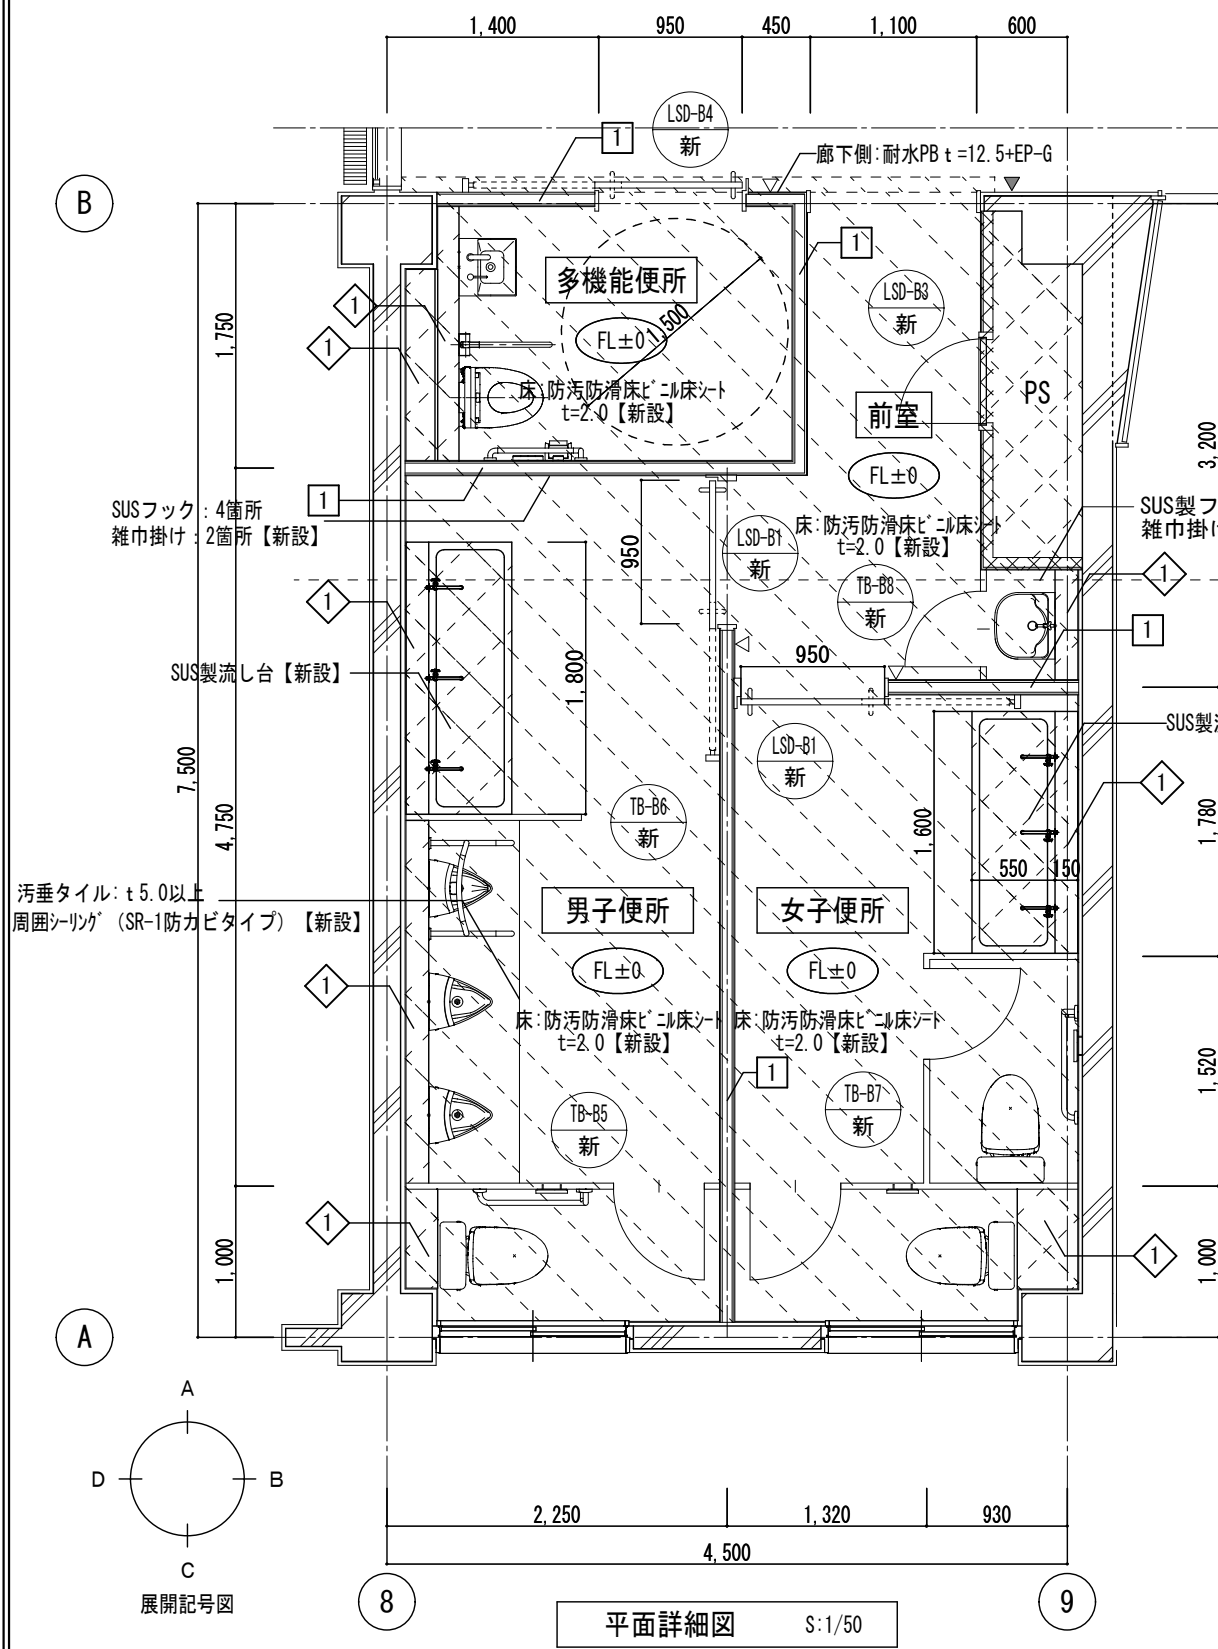 1,400
950
450
1,100
600
LSD-B4
新
1
廊下側:耐水PB t=12.5+EP-G
B
1
多機能便所
LSD-B3
新
1
1,500
FL±0
1
1,750
床:防汚防滑床ビニル床シート
t=2.0【新設】
前室
PS
3,200
FL±0
SUSフック:4箇所
雑巾掛け:2箇所【新設】
1
SUS製フ
雑巾掛け
床:防汚防滑床ビニル床シート
t=2.0【新設】
LSD-B1
新
950
1
TB-B8
新
1
1
950
SUS製流し台【新設】
1,800
SUS製
LSD-B1
新
7,500
4,750
1
TB-B6
新
1,600
1,780
550
150
汚垂タイル:t5.0以上
周囲シーリング(SR-1防カビタイプ)【新設】
男子便所
女子便所
FL±0
FL±0
1
床:防汚防滑床ビニル床シート
t=2.0【新設】
床:防汚防滑床ビニル床シート
t=2.0【新設】
1
1,520
TB-B5
新
TB-B7
新
1
1
1,000
1,000
A
A
D
B
C
展開記号図
2,250
1,320
930
4,500
8
9
平面詳細図
S:1/50